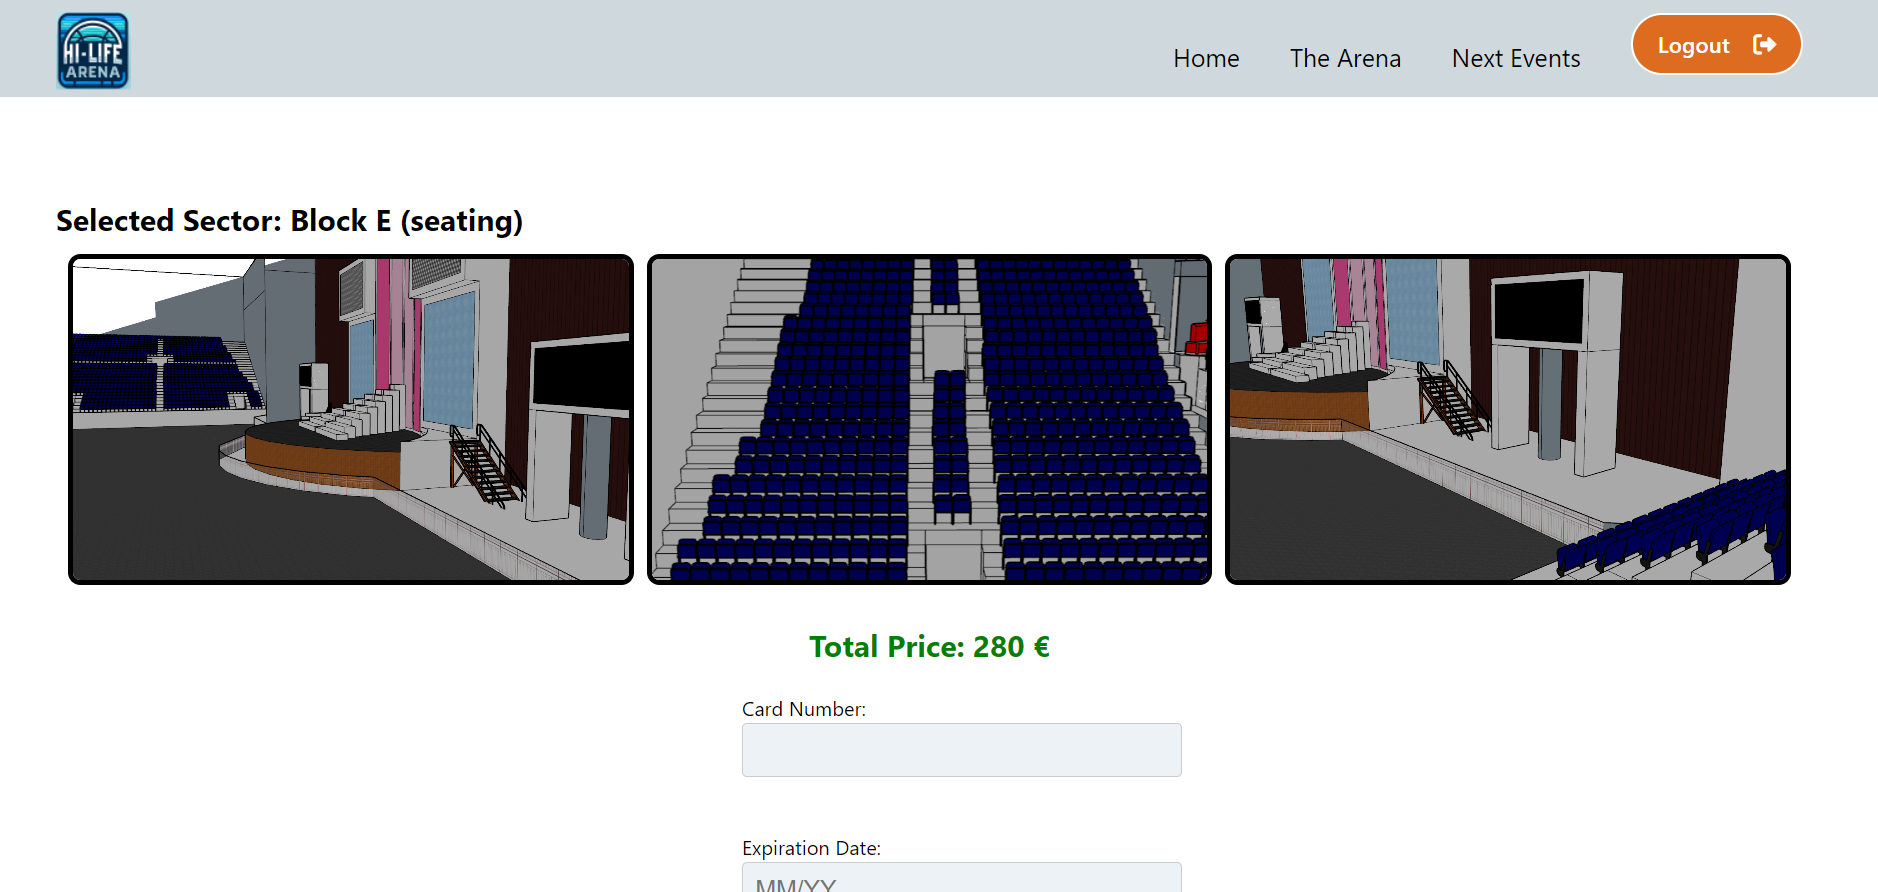 HI-LIFE
ARENA
Home
The Arena
Next Events
Logout
Selected Sector: Block E (seating)
Total Price: 280 €
Card Number:
Expiration Date:
MM/YY